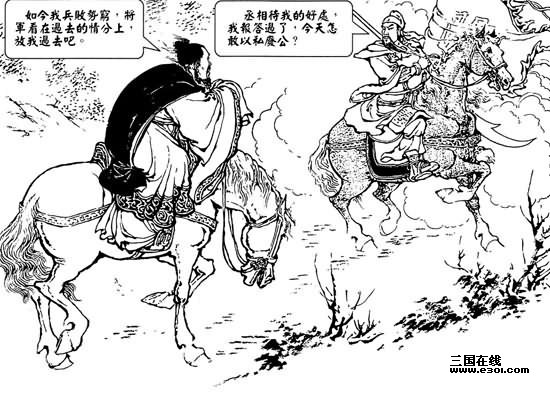 如今我兵敗勢窮，將
軍看在過去的情分上，
放我過去吧。
丞相待我的好處，
我報答過了，今天怎
敢以私廢公？
三国在线
www.e3ol.com